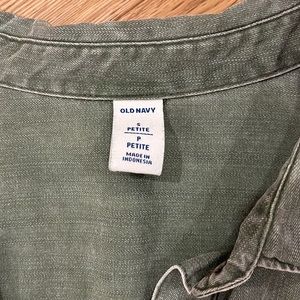 OLD NAVY
S
PETITE
P
PETITE
MADE IN
INDONESIA